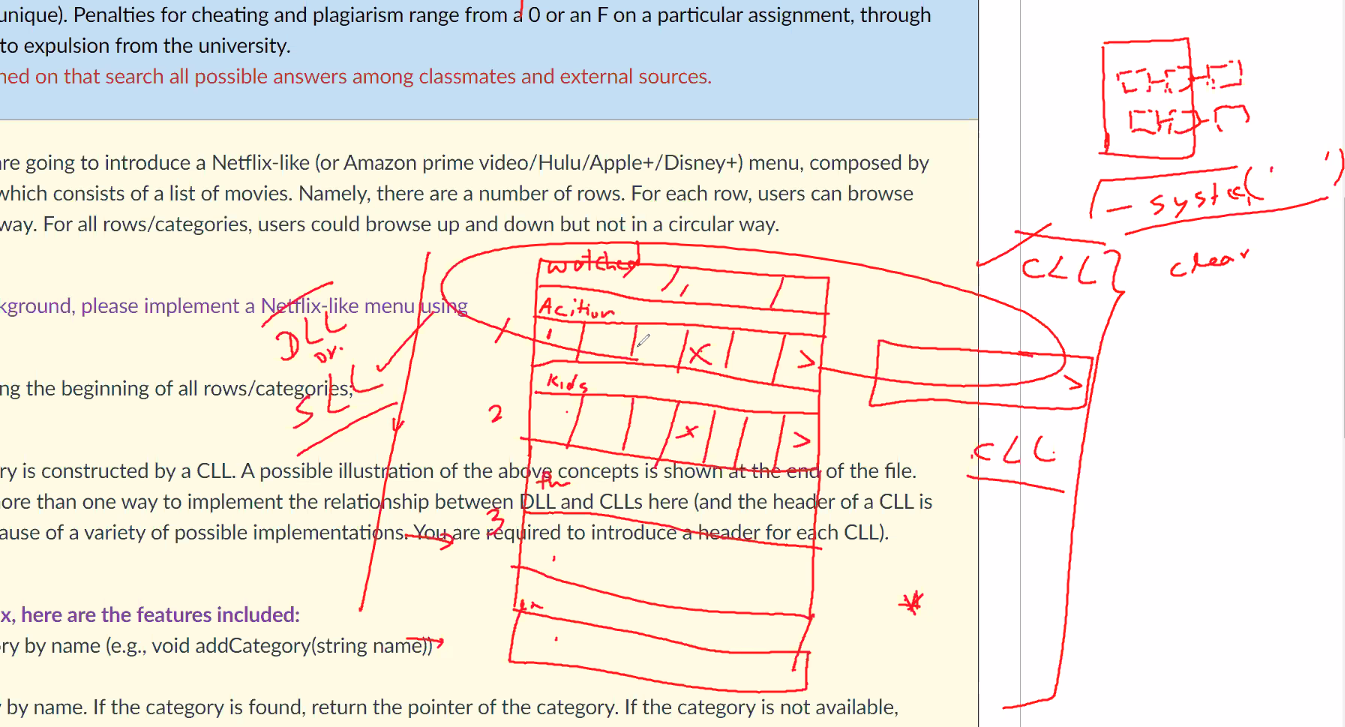 unique). Penalties for cheating and plagiarism range from a 0 or an F on a particular assignment, through
to expulsion from the university.
ned on that search all possible answers among classmates and external sources.
- system(' ')
clear
are going to introduce a Netflix-like (or Amazon prime video/Hulu/Apple+/Disney+) menu, composed by
which consists of a list of movies. Namely, there are a number of rows. For each row, users can browse
way. For all rows/categories, users could browse up and down but not in a circular way.
watched
CLL
Acition
kground, please implement a Netflix-like menu using
DLL
or.
SLL
1
X
>
>
ng the beginning of all rows/categories;
Kids
2
x
>
CLL
ry is constructed by a CLL. A possible illustration of the above concepts is shown at the end of the file.
ore than one way to implement the relationship between DLL and CLLs here (and the header of a CLL is
ause of a variety of possible implementations. You are required to introduce a header for each CLL).
3
x, here are the features included:
ry by name (e.g., void addCategory(string name))
by name. If the category is found, return the pointer of the category. If the category is not available,